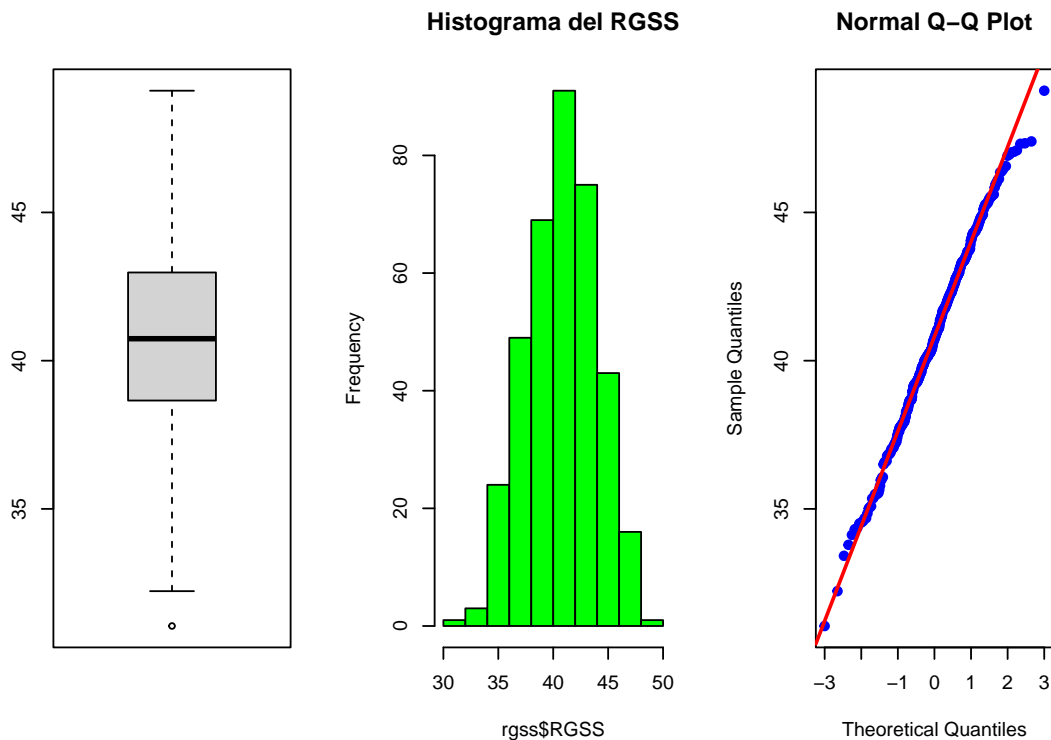 Histograma del RGSS
Normal Q−Q Plot
45
40
35
Frequency
80
60
40
20
0
30 35 40 45 50
rgss$RGSS
Sample Quantiles
45
40
35
−3 −1 0 1 2 3
Theoretical Quantiles